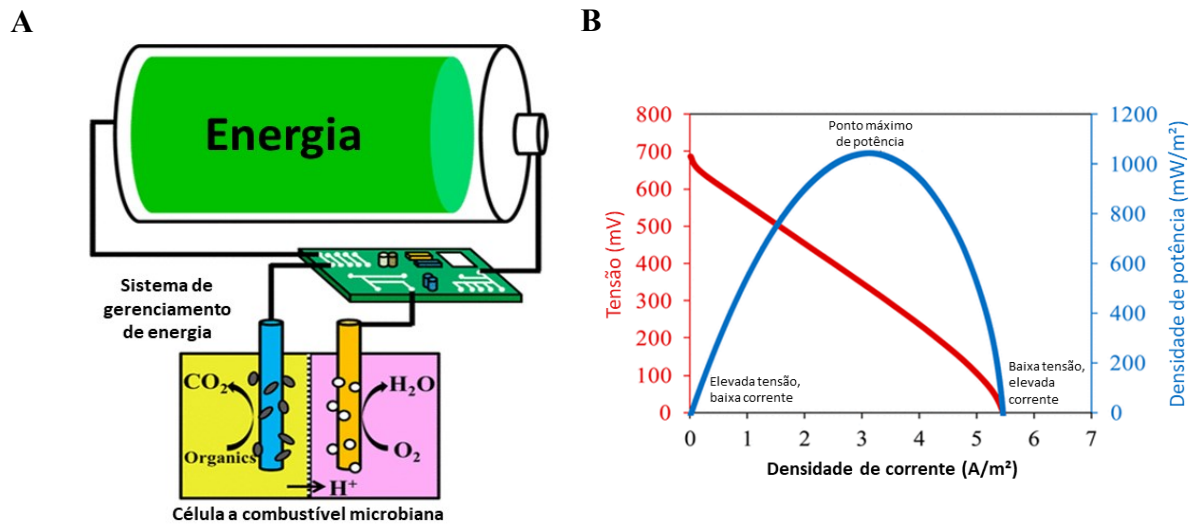 A
Energia
Sistema de
gerenciamento
de energia
CO₂
Organics
H⁺
H₂O
O₂
Célula a combustível microbiana
B
Tensão (mV)
800
700
600
500
400
300
200
100
0
Ponto máximo
de potência
Elevada tensão,
baixa corrente
Baixa tensão,
elevada
corrente
0 1 2 3 4 5 6 7
Densidade de corrente (A/m²)
1200
1000
800
600
400
200
0
Densidade de potência (mW/m²)